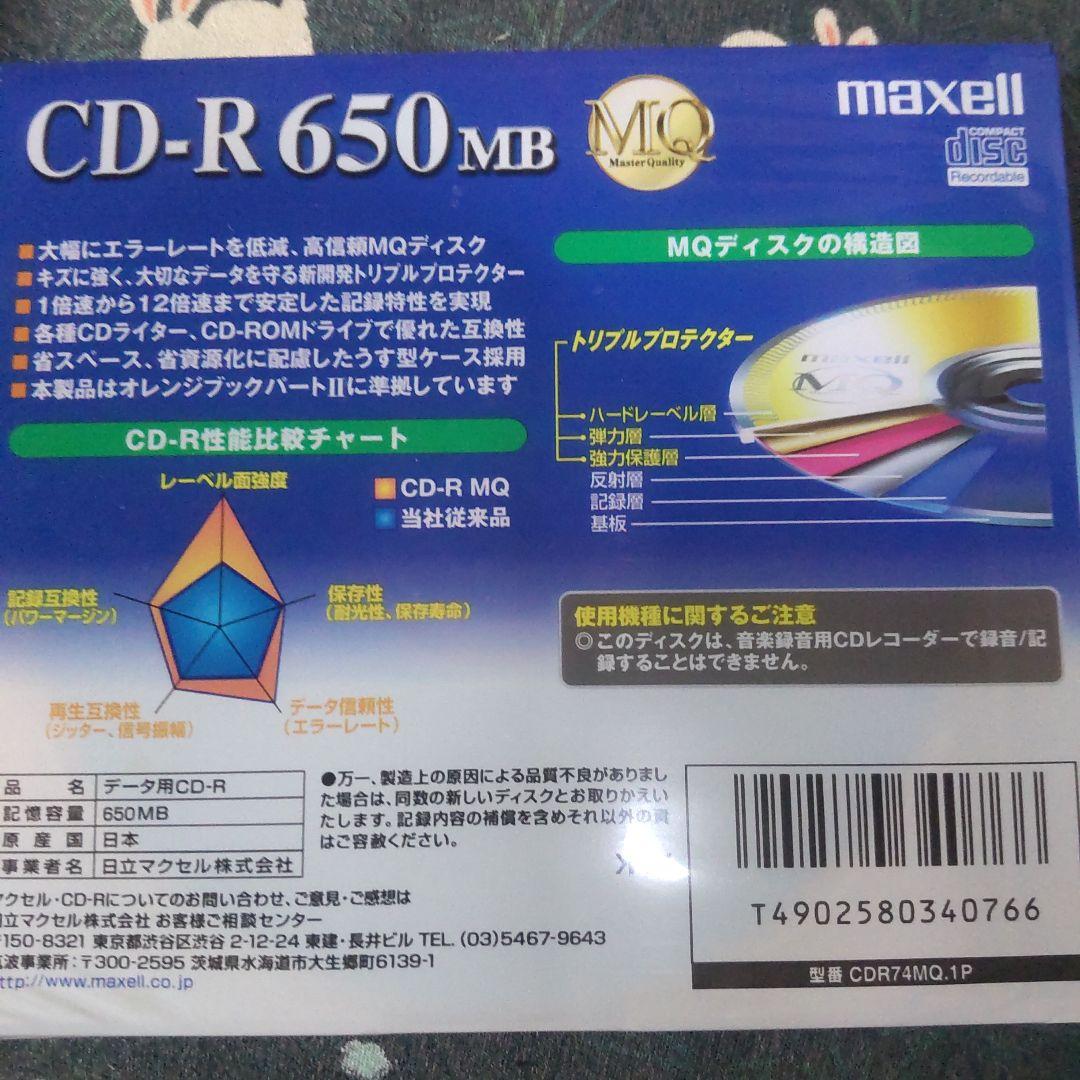 CD-R 650 MB
MQ
Master Quality
maxell
COMPACT
disc
Recordable
■大幅にエラーレートを低減、高信頼MQディスク
■キズに強く、大切なデータを守る新開発トリプルプロテクター
■1倍速から12倍速まで安定した記録特性を実現
■各種CDライター、CD-ROMドライブで優れた互換性
■省スペース、省資源化に配慮したうす型ケース採用
■本製品はオレンジブックパートⅡに準拠しています
CD-R性能比較チャート
レーベル面強度
CD-R MQ
当社従来品
記録互換性
(パワーマージン)
保存性
(耐光性、保存寿命)
再生互換性
(ジッター、信号振幅)
データ信頼性
(エラーレート)
MQディスクの構造図
トリプルプロテクター
maxell
MQ
ハードレーベル層
弾力層
強力保護層
反射層
記録層
基板
使用機種に関するご注意
◎このディスクは、音楽録音用CDレコーダーで録音/記
録することはできません。
品名 データ用CD-R
記憶容量 650MB
原産国 日本
事業者名 日立マクセル株式会社
●万一、製造上の原因による品質不良がありまし
た場合は、同数の新しいディスクとお取りかえい
たします。記録内容の補償を含めそれ以外の責
はご容赦ください。
マクセル・CD-Rについてのお問い合わせ、ご意見・ご感想は
日立マクセル株式会社 お客様ご相談センター
〒150-8321 東京都渋谷区渋谷 2-12-24 東建・長井ビル TEL. (03)5467-9643
筑波事業所:〒300-2595 茨城県水海道市大生郷町6139-1
http://www.maxell.co.jp
T4902580340766
型番 CDR74MQ.1P